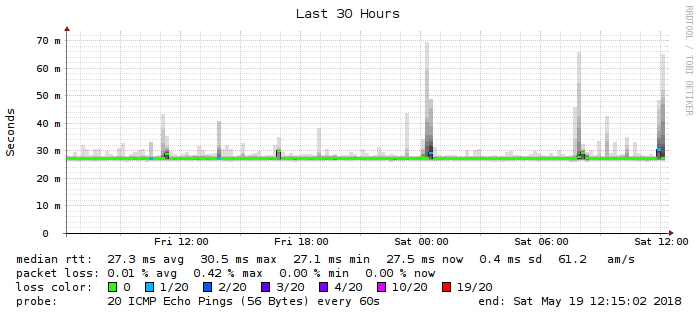 Last 30 Hours
RRDTOOL / TOBI OETIKER
Seconds
70 m
60 m
50 m
40 m
30 m
20 m
10 m
0
Fri 12:00 Fri 18:00 Sat 00:00 Sat 06:00 Sat 12:00
median rtt: 27.3 ms avg 30.5 ms max 27.1 ms min 27.5 ms now 0.4 ms sd 61.2 am/s
packet loss: 0.01 % avg 0.42 % max 0.00 % min 0.00 % now
loss color: 0 1/20 2/20 3/20 4/20 10/20 19/20
probe: 20 ICMP Echo Pings (56 Bytes) every 60s end: Sat May 19 12:15:02 2018